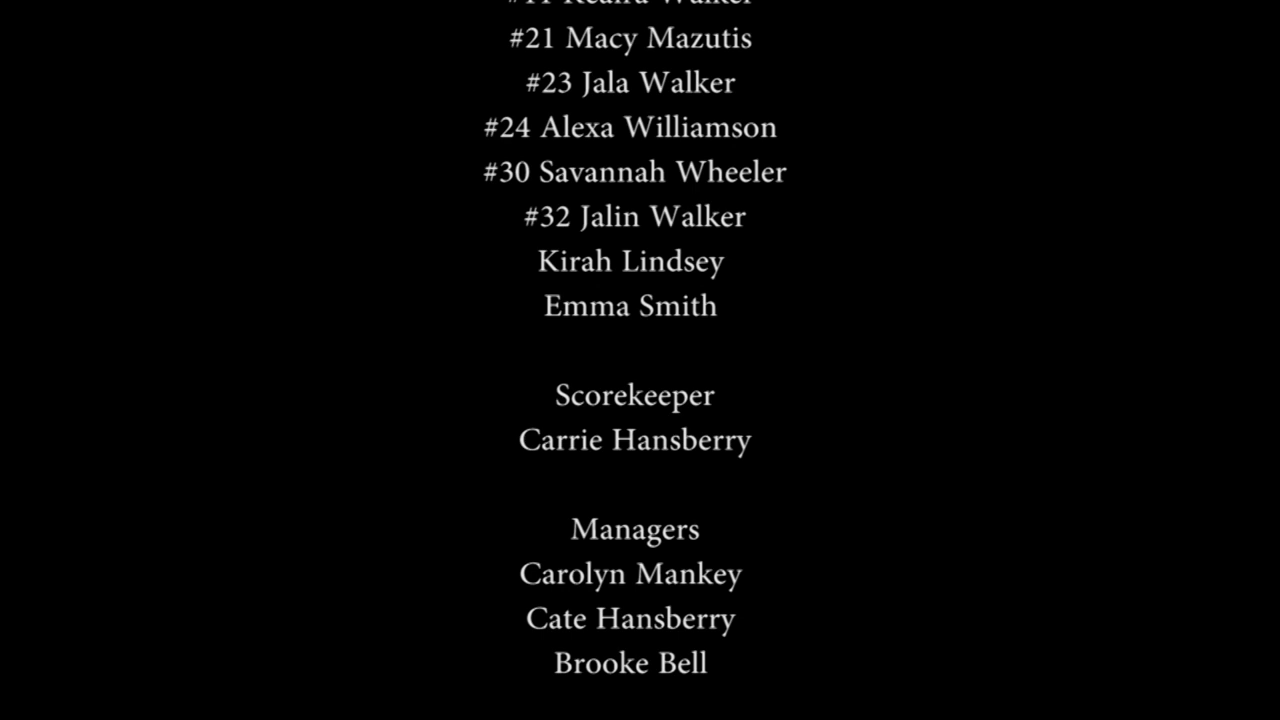 Walker
#21 Macy Mazutis
#23 Jala Walker
#24 Alexa Williamson
#30 Savannah Wheeler
#32 Jalin Walker
Kirah Lindsey
Emma Smith
Scorekeeper
Carrie Hansberry
Managers
Carolyn Mankey
Cate Hansberry
Brooke Bell